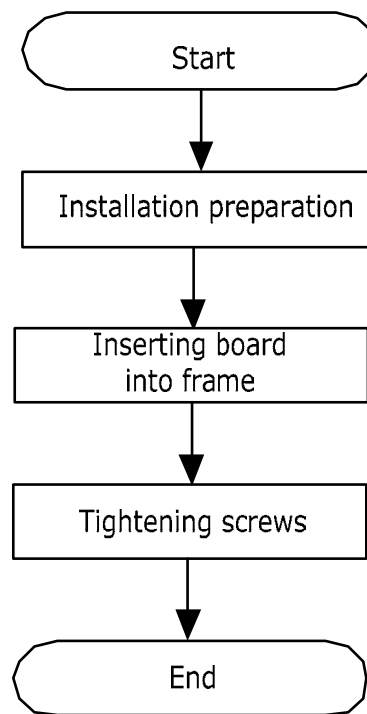 Start
Installation preparation
Inserting board
into frame
Tightening screws
End